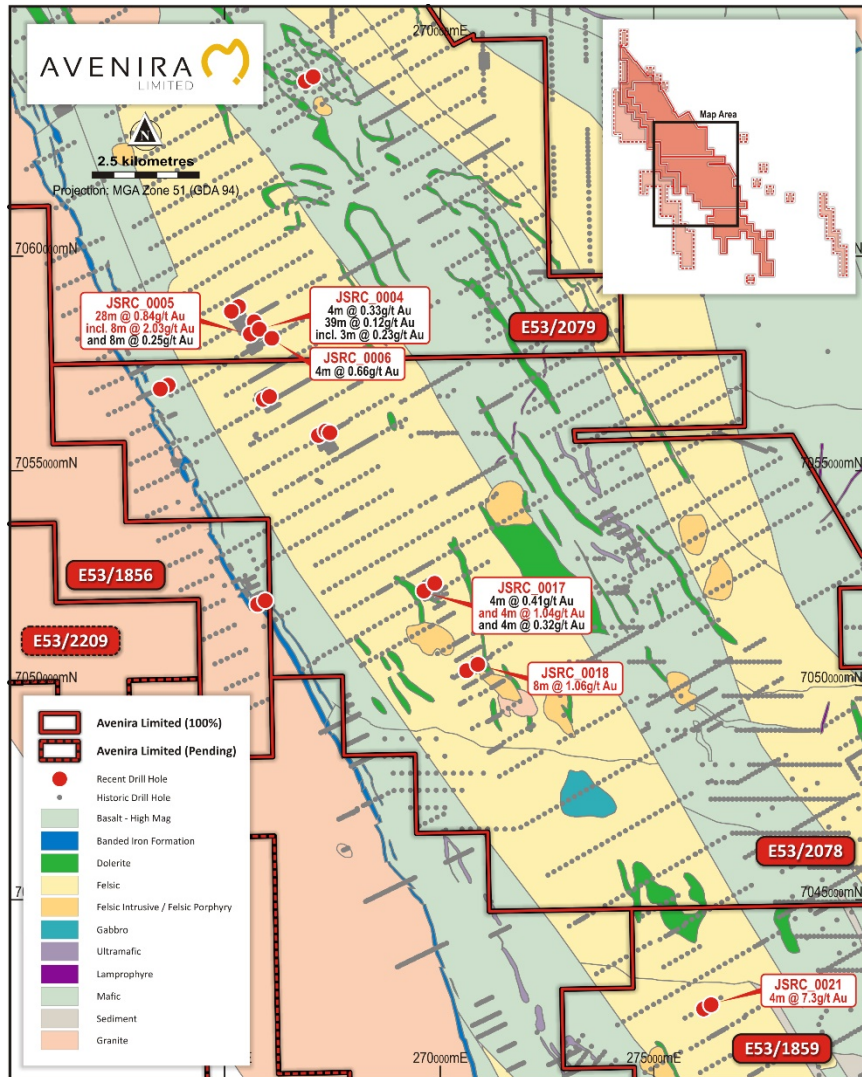 AVENIRA
LIMITED
N
2.5 kilometres
Projection: MGA Zone 51 (GDA 94)
270000mE
Map Area
7060000mN
JSRC_0005
28m @ 0.84g/t Au
incl. 8m @ 2.03g/t Au
and 8m @ 0.25g/t Au
JSRC_0004
4m @ 0.33g/t Au
39m @ 0.12g/t Au
incl. 3m @ 0.23g/t Au
E53/2079
JSRC_0006
4m @ 0.66g/t Au
7055000mN
7055000mN
E53/1856
JSRC_0017
4m @ 0.41g/t Au
and 4m @ 1.04g/t Au
and 4m @ 0.32g/t Au
E53/2209
7050000mN
7050000mN
JSRC_0018
8m @ 1.06g/t Au
Avenira Limited (100%)
Avenira Limited (Pending)
Recent Drill Hole
Historic Drill Hole
Basalt - High Mag
Banded Iron Formation
Dolerite
Felsic
Felsic Intrusive / Felsic Porphyry
Gabbro
Ultramafic
Lamprophyre
Mafic
Sediment
Granite
E53/2078
7045000mN
JSRC_0021
4m @ 7.3g/t Au
E53/1859
270000mE
275000mE